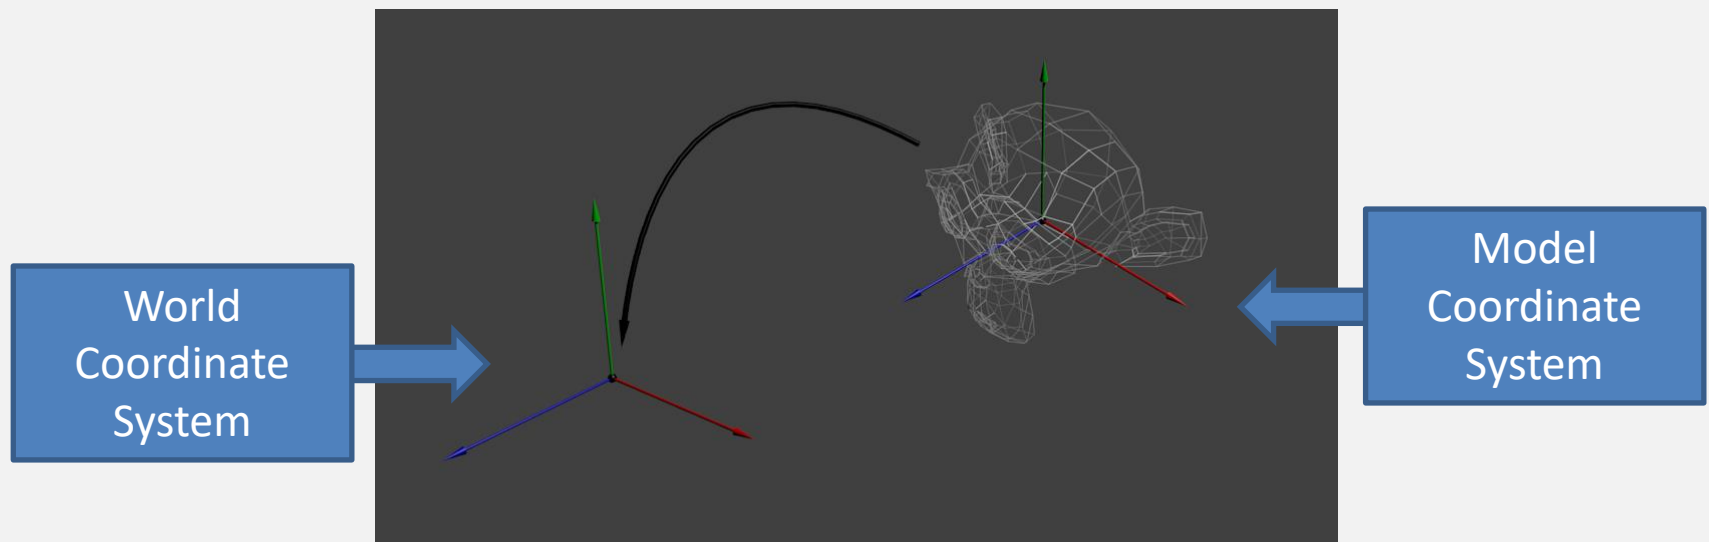 World
Coordinate
System
Model
Coordinate
System